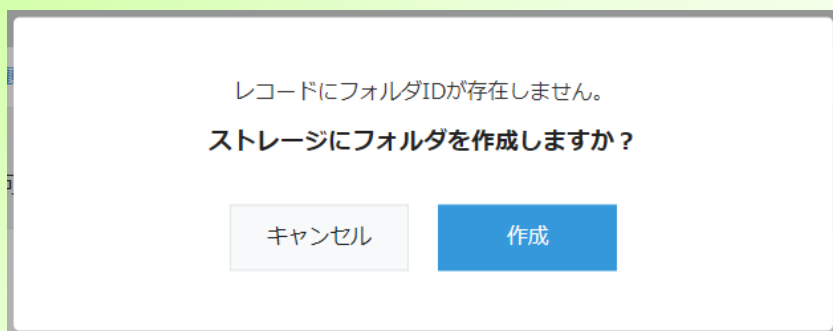 レコードにフォルダIDが存在しません。
ストレージにフォルダを作成しますか？
キャンセル
作成